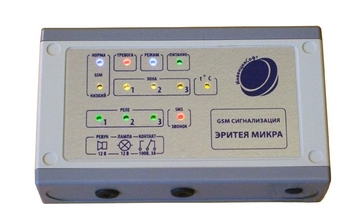 НОРМА ТРЕВОГА РЕЖИМ ПИТАНИЕ
GSM ЗОНА t°C
НИЗКИЙ 1 2 3
РЕЛЕ SMS
1 2 3 ЗВОНОК
РЕВУН ЛАМПА КОНТАКТ
12 В 12 В 100В, 3А
GSM СИГНАЛИЗАЦИЯ
ЭРИТЕЯ МИКРА